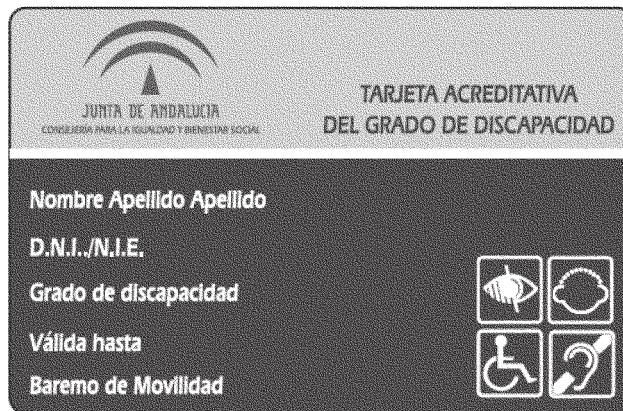 JUNTA DE ANDALUCIA
CONSEJERÍA PARA LA IGUALDAD Y BIENESTAR SOCIAL
TARJETA ACREDITATIVA
DEL GRADO DE DISCAPACIDAD
Nombre Apellido Apellido
D.N.I../N.I.E.
Grado de discapacidad
Válida hasta
Baremo de Movilidad